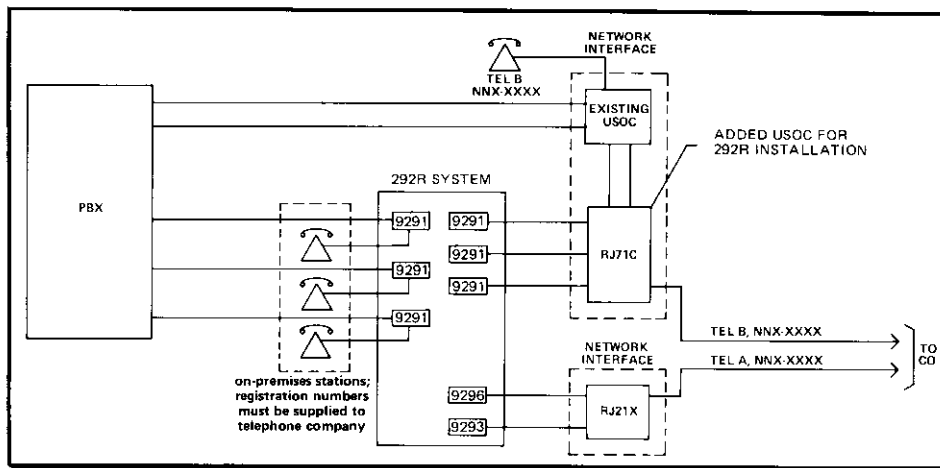 NETWORK
INTERFACE
TEL B
NNX-XXXX
EXISTING
USOC
ADDED USOC FOR
292R INSTALLATION
292R SYSTEM
PBX
9291
9291
9291
9291
9291
9291
RJ71C
TEL B, NNX-XXXX
TEL A, NNX-XXXX
TO
CO
NETWORK
INTERFACE
on-premises stations;
registration numbers
must be supplied to
telephone company
9296
9293
RJ21X